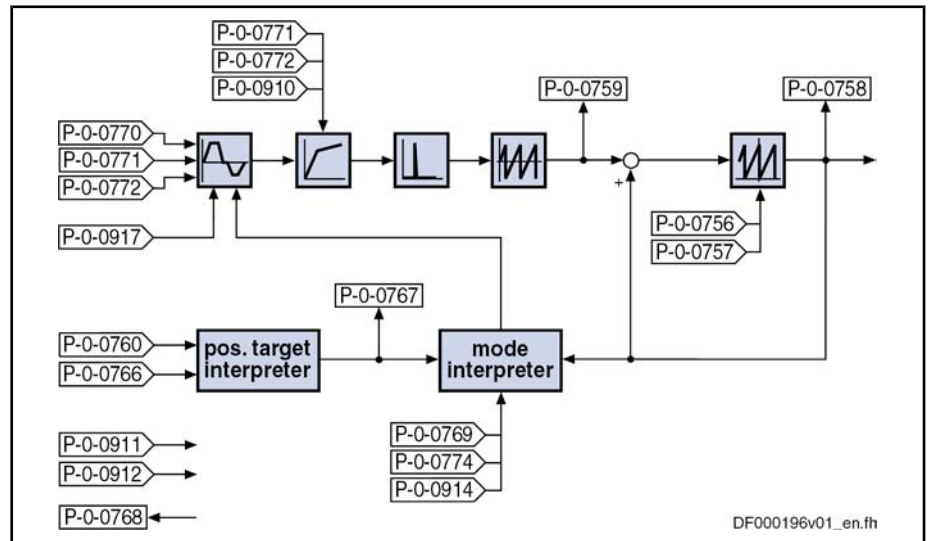 P-0-0771
P-0-0772
P-0-0910
P-0-0759
P-0-0758
P-0-0770
P-0-0771
P-0-0772
P-0-0917
+
P-0-0756
P-0-0757
P-0-0767
P-0-0760
P-0-0766
pos. target
interpreter
mode
interpreter
P-0-0911
P-0-0912
P-0-0768
P-0-0769
P-0-0774
P-0-0914
DF000196v01_en.fh